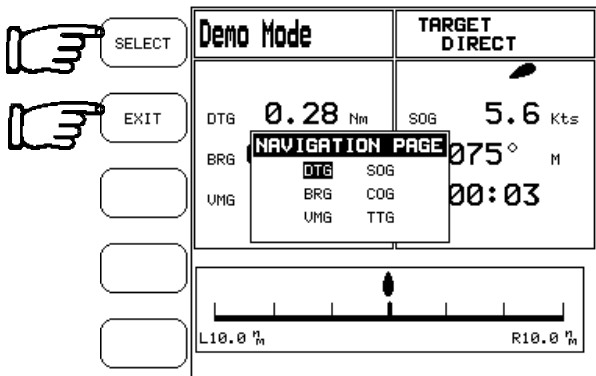 SELECT
EXIT
Demo Mode
TARGET
DIRECT
DTG 0.28 Nm
SOG 5.6 Kts
BRG
075° M
VMG
00:03
NAVIGATION PAGE
DTG SOG
BRG COG
VMG TTG
L10.0 nm
R10.0 nm